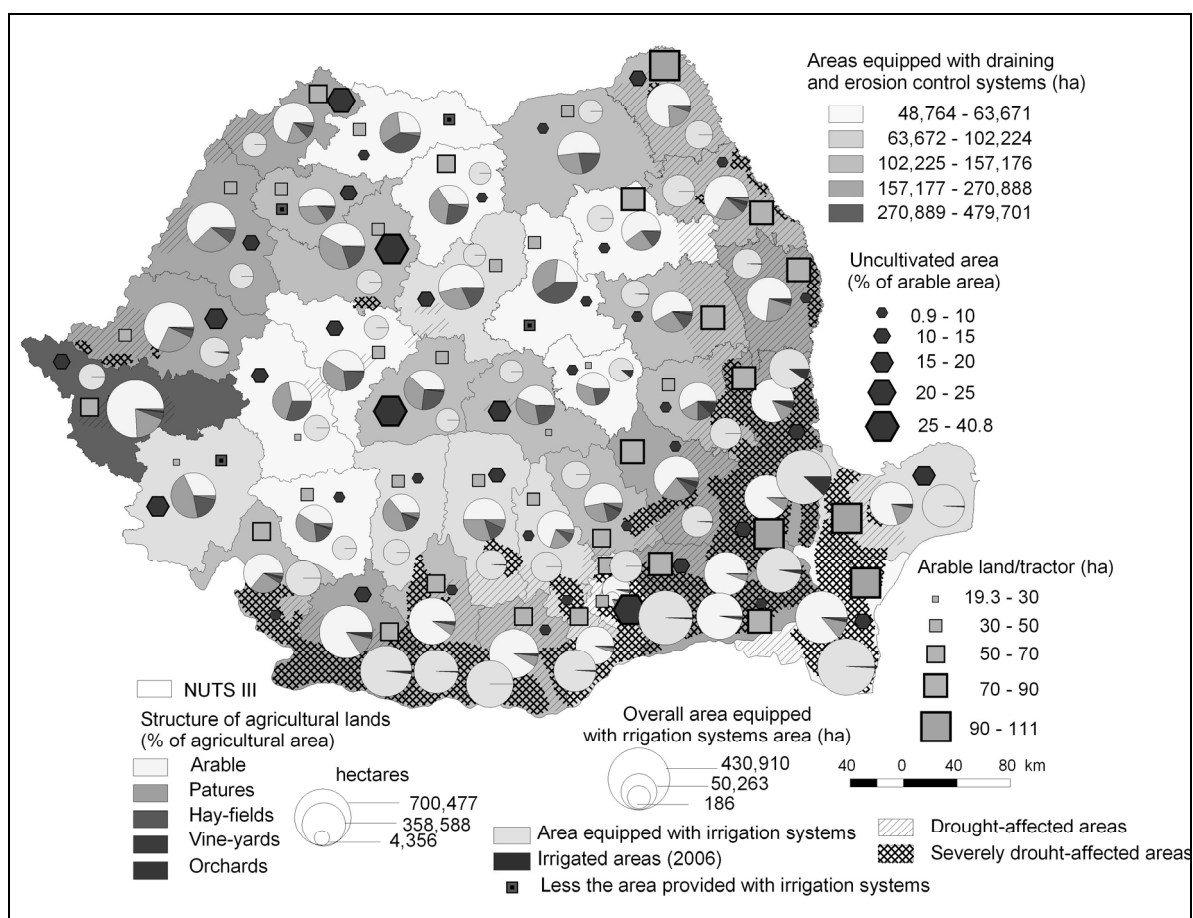 Areas equipped with draining
and erosion control systems (ha)
48,764 - 63,671
63,672 - 102,224
102,225 - 157,176
157,177 - 270,888
270,889 - 479,701
Uncultivated area
(% of arable area)
0.9 - 10
10 - 15
15 - 20
20 - 25
25 - 40.8
Arable land/tractor (ha)
19.3 - 30
30 - 50
50 - 70
70 - 90
90 - 111
40 0 40 80 km
NUTS III
Structure of agricultural lands
(% of agricultural area)
Arable
Patures
Hay-fields
Vine-yards
Orchards
hectares
700,477
358,588
4,356
Overall area equipped
with rrigation systems area (ha)
430,910
50,263
186
Area equipped with irrigation systems
Irrigated areas (2006)
Less the area provided with irrigation systems
Drought-affected areas
Severely drouht-affected areas